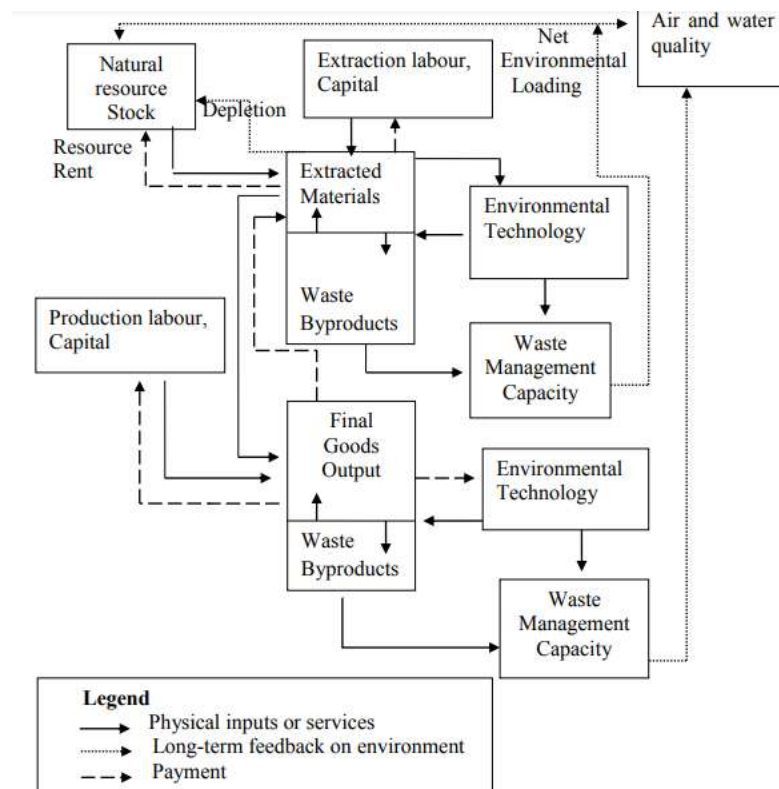 Air and water
quality
Net
Environmental
Loading
Natural
resource
Stock
Extraction labour,
Capital
Depletion
Resource
Rent
Extracted
Materials
Environmental
Technology
Waste
Byproducts
Production labour,
Capital
Waste
Management
Capacity
Final
Goods
Output
Environmental
Technology
Waste
Byproducts
Waste
Management
Capacity
Legend
Physical inputs or services
Long-term feedback on environment
Payment